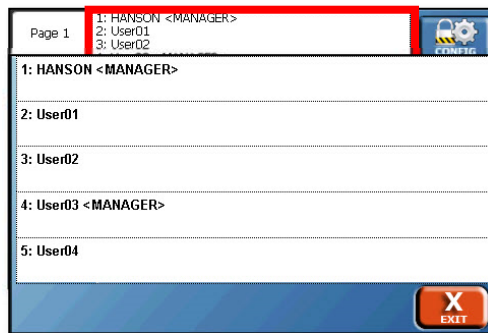 Page 1
1: HANSON <MANAGER>
2: User01
3: User02
CONFIG
1: HANSON <MANAGER>
2: User01
3: User02
4: User03 <MANAGER>
5: User04
X
EXIT